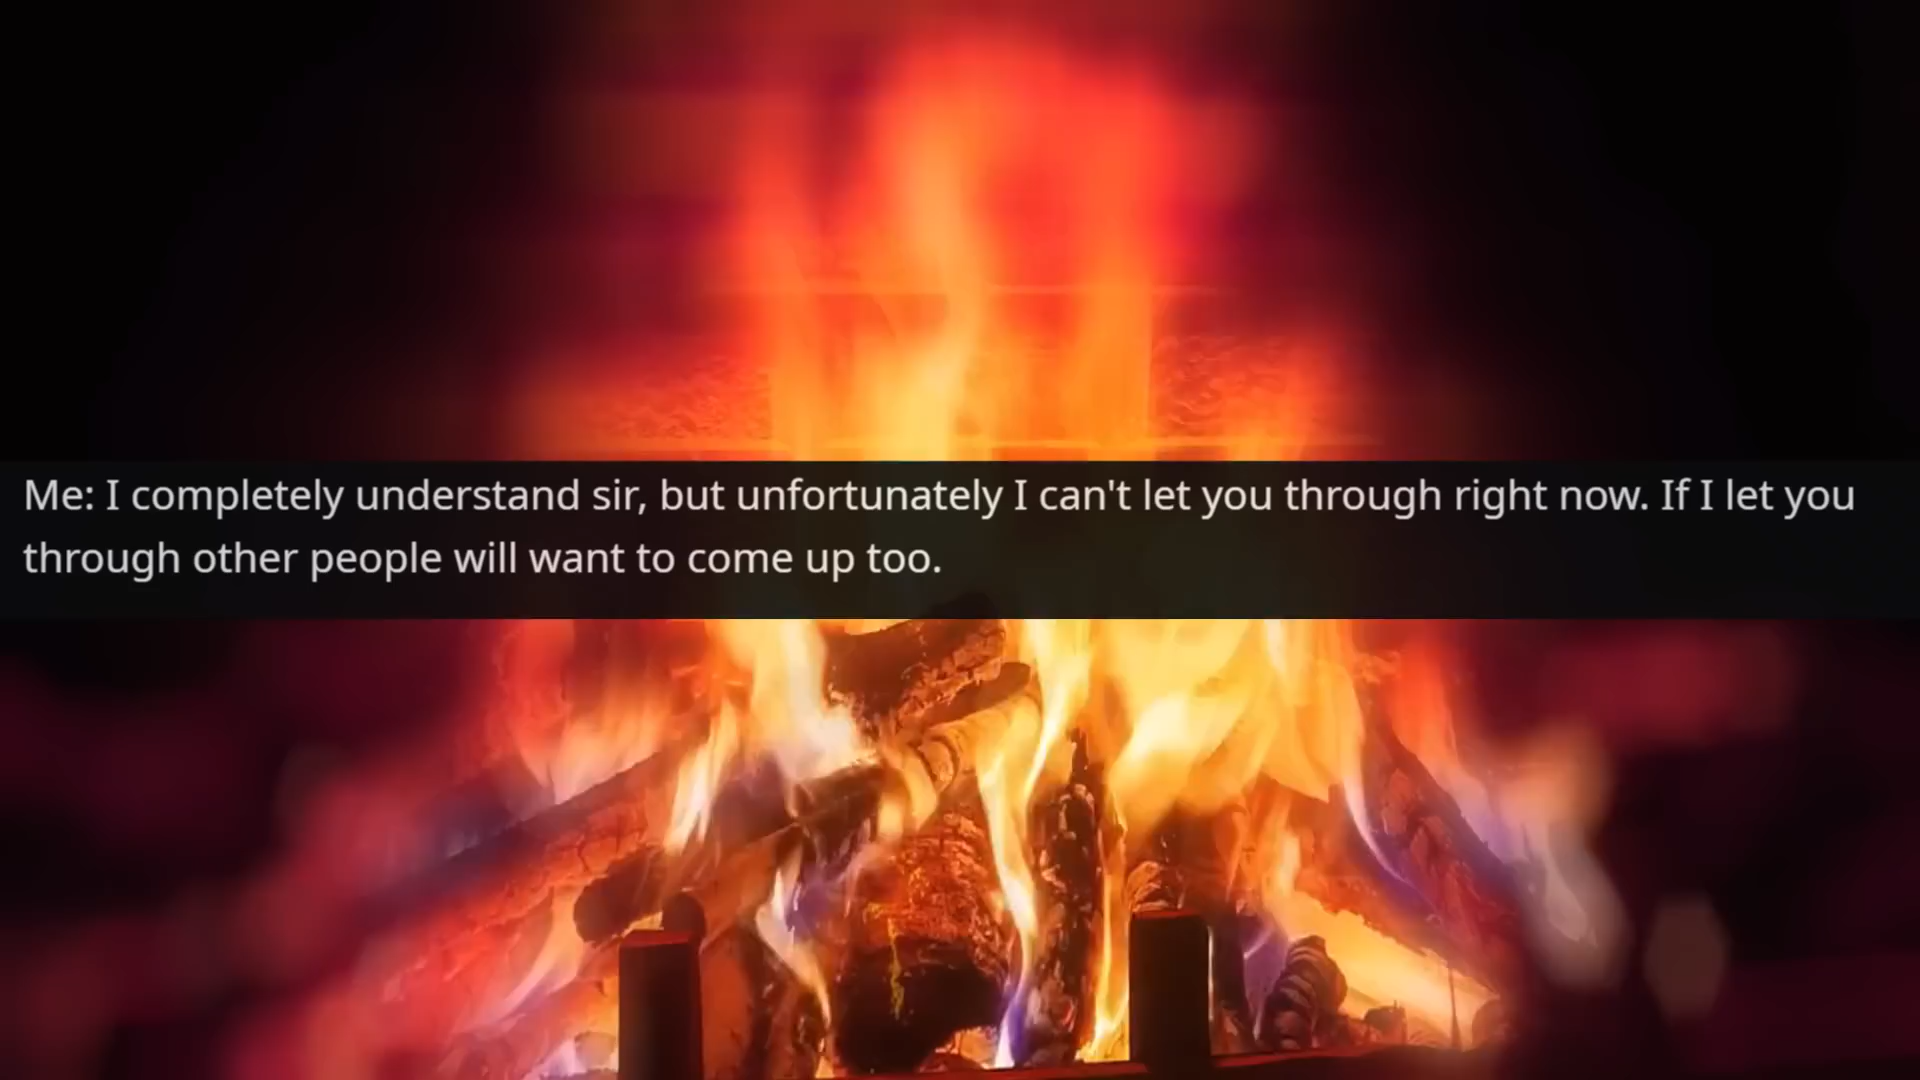 Me: I completely understand sir, but unfortunately I can't let you through right now. If I let you
through other people will want to come up too.